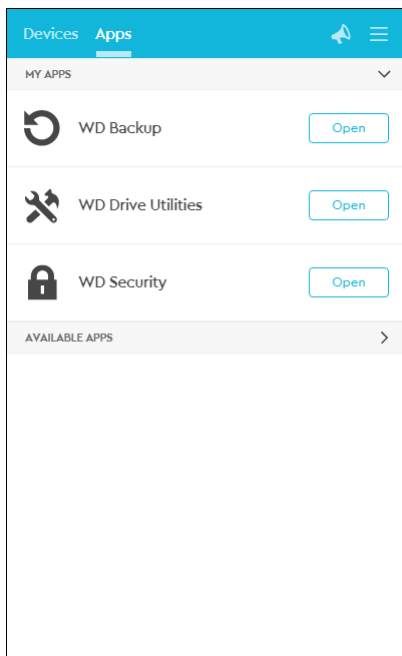 Devices Apps
MY APPS
WD Backup Open
WD Drive Utilities Open
WD Security Open
AVAILABLE APPS